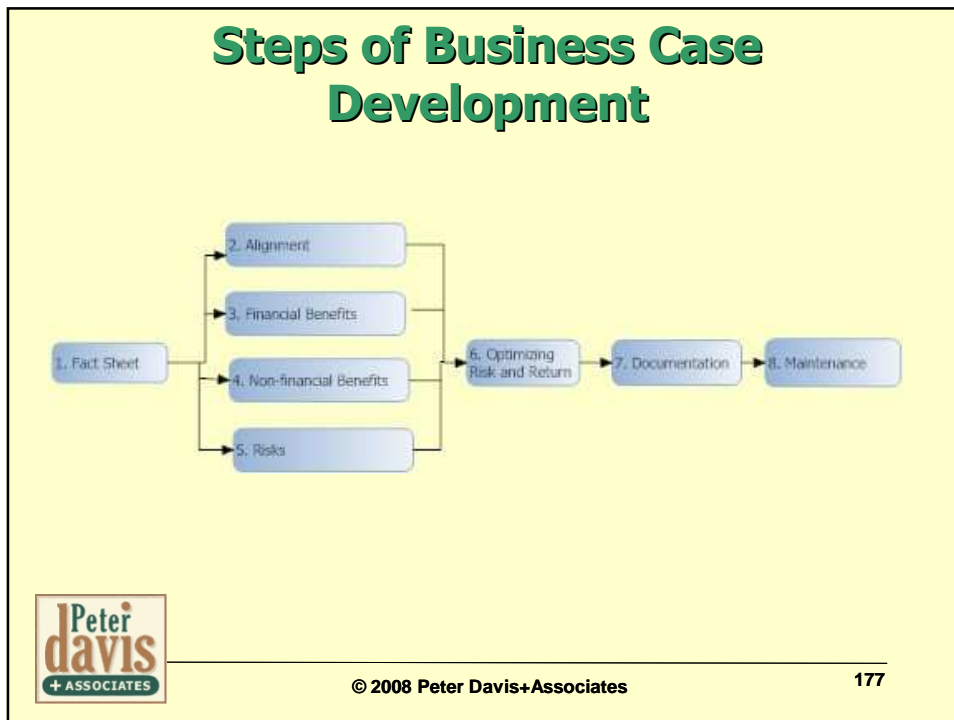 Steps of Business Case
Development
1. Fact Sheet
2. Alignment
3. Financial Benefits
4. Non-financial Benefits
5. Risks
6. Optimizing
Risk and Return
7. Documentation
8. Maintenance
Peter
davis
+ ASSOCIATES
© 2008 Peter Davis+Associates
177